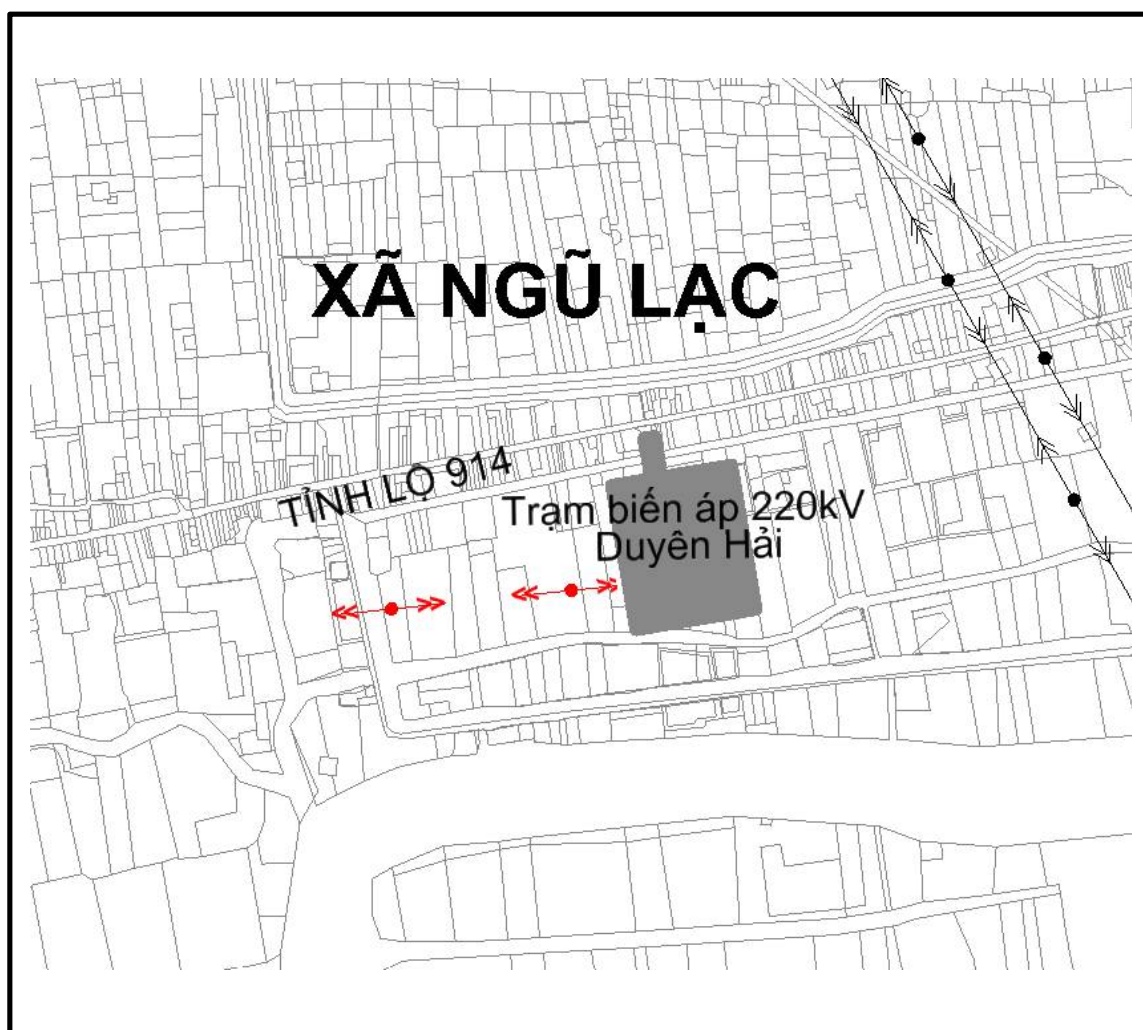 XÃ NGŨ LẠC
TỈNH LỘ 914
Trạm biến áp 220kV
Duyên Hải